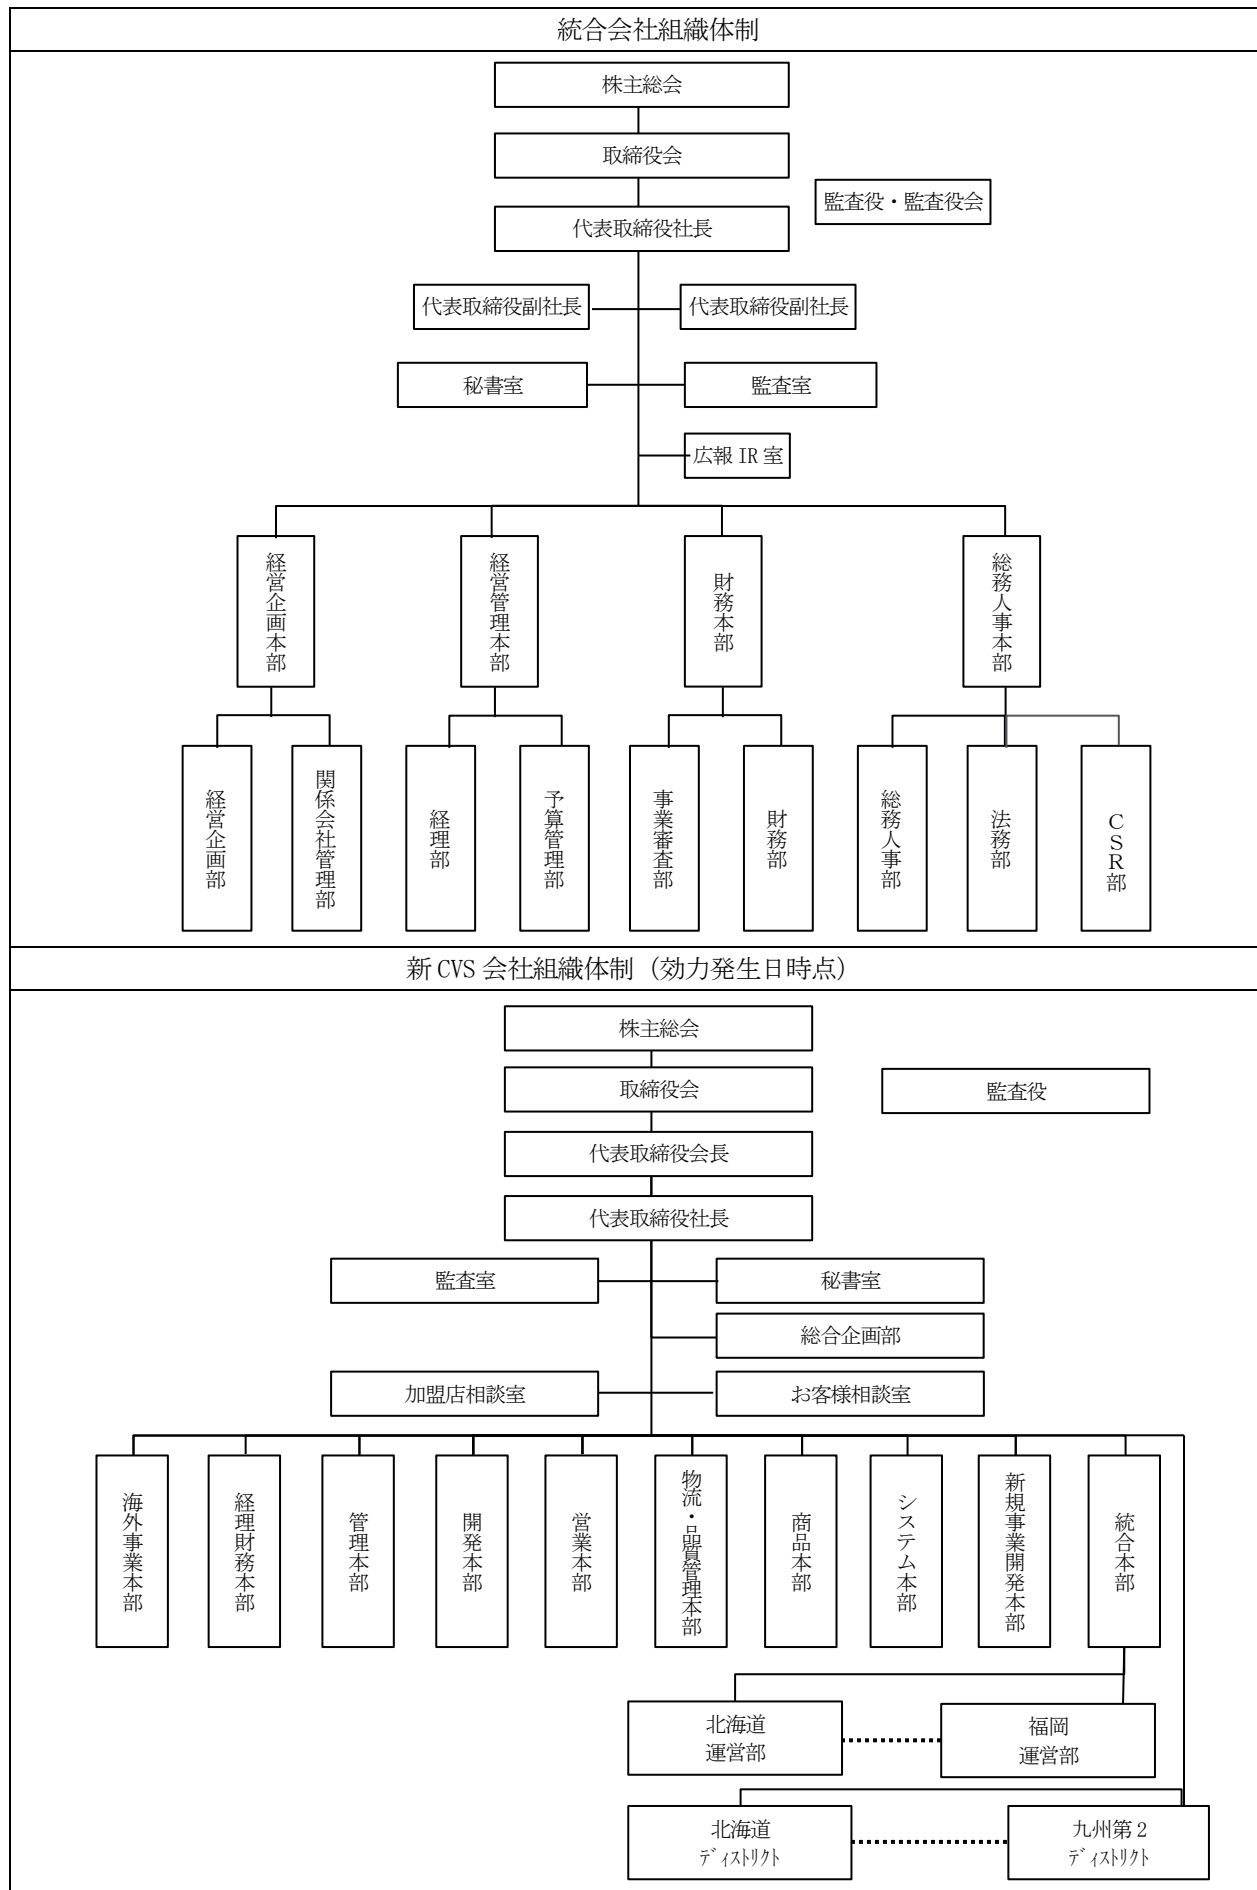 統合会社組織体制
株主総会
取締役会
監査役・監査役会
代表取締役社長
代表取締役副社長
代表取締役副社長
秘書室
監査室
広報 IR 室
経営企画本部
経営管理本部
財務本部
総務人事本部
経営企画部
関係会社管理部
経理部
予算管理部
事業審査部
財務部
総務人事部
法務部
CSR部
新 CVS 会社組織体制（効力発生日時点）
株主総会
取締役会
監査役
代表取締役会長
代表取締役社長
監査室
秘書室
総合企画部
加盟店相談室
お客様相談室
海外事業本部
経理財務本部
管理本部
開発本部
営業本部
物流・品質管理本部
商品本部
システム本部
新規事業開発本部
統合本部
北海道
運営部
福岡
運営部
北海道
ディストリクト
九州第２
ディストリクト